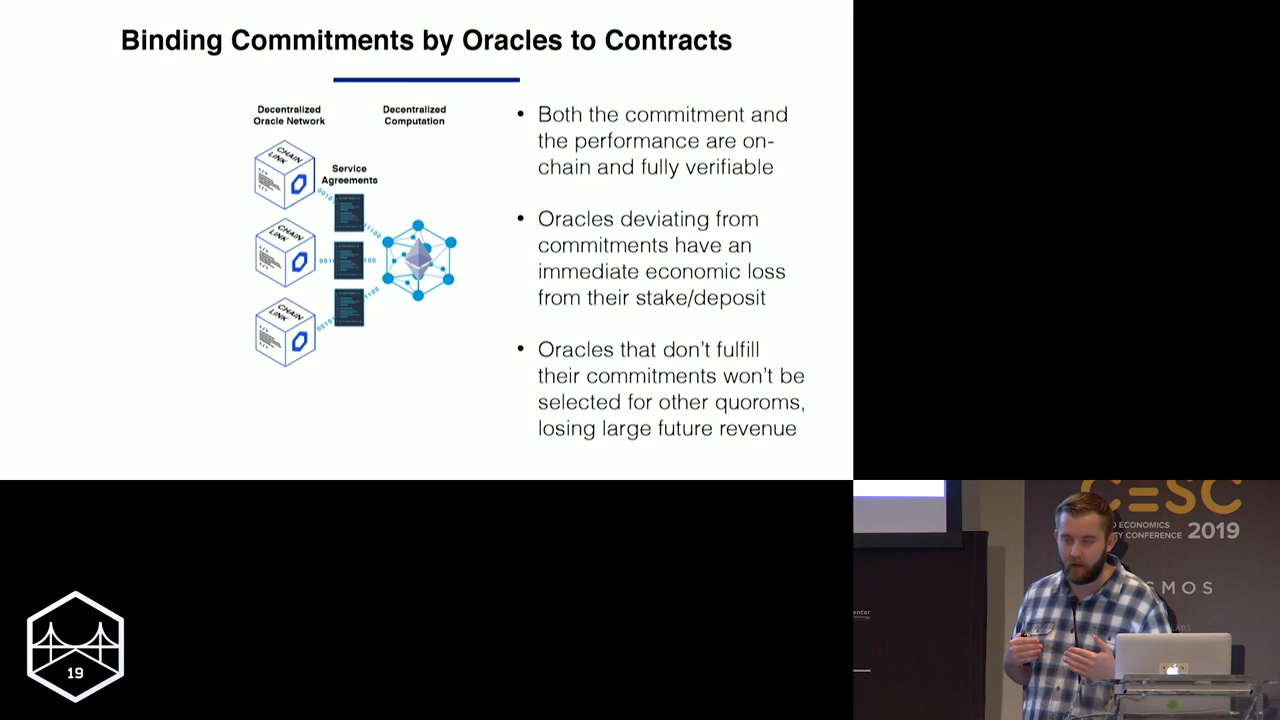 Binding Commitments by Oracles to Contracts
Decentralized
Oracle Network
Decentralized
Computation
Service
Agreements
CHAIN
LINK
CHAIN
LINK
CHAIN
LINK
• Both the commitment and
the performance are on-
chain and fully verifiable
• Oracles deviating from
commitments have an
immediate economic loss
from their stake/deposit
• Oracles that don't fulfill
their commitments won't be
selected for other quoroms,
losing large future revenue
CESC
ECONOMICS
CONFERENCE 2019
SMOS
LABS
19